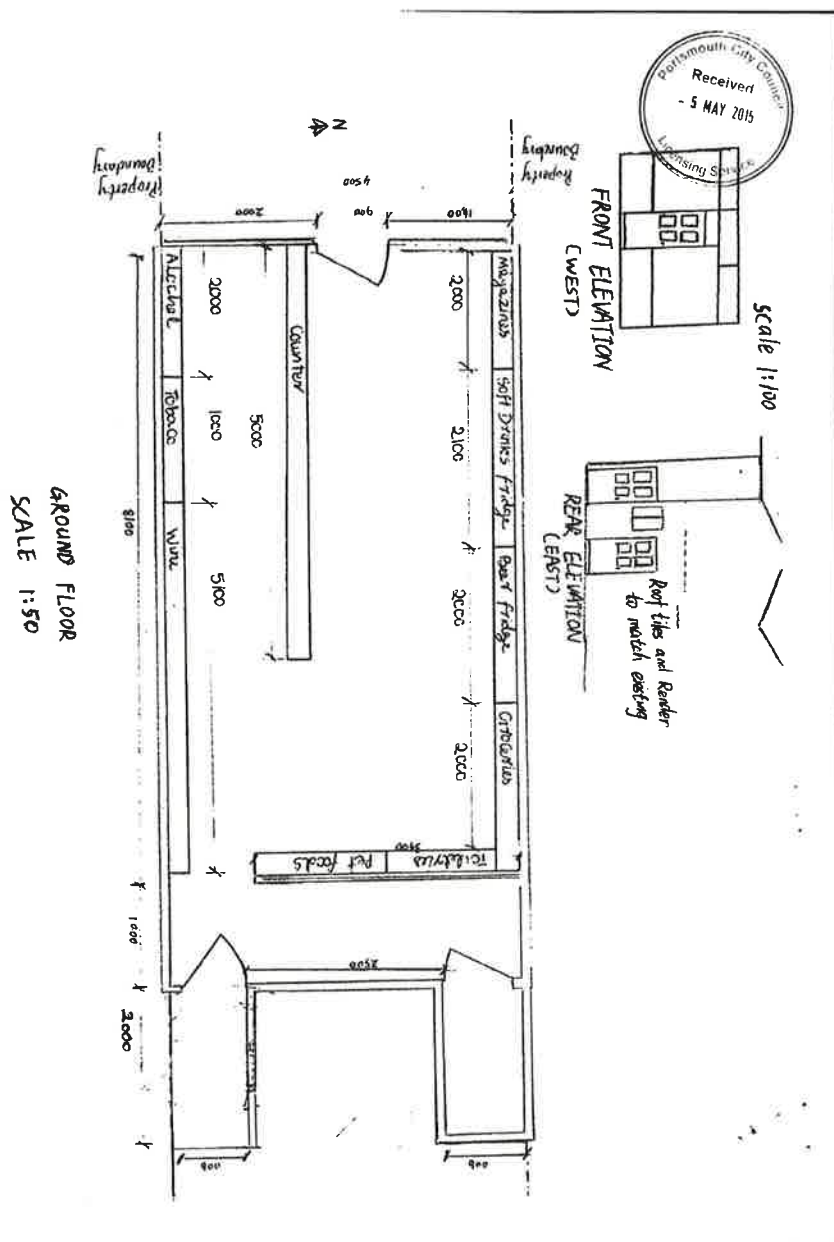 Portsmouth City Council
Received
- 5 MAY 2015
Licensing Service
scale 1:100
FRONT ELEVATION
(WEST)
REAR ELEVATION
(EAST)
Roof tiles and Render
to match existing
N
Property
Boundary
Property
Boundary
4500
2000
900
1400
Magazines
Soft Drinks fridge
Beer fridge
Groceries
2000
2100
2000
2000
Counter
5000
Alcohol
Tobacco
Wine
2000
1000
5100
8100
Toiletries
Pet foods
1000
2000
2500
900
900
GROUND FLOOR
SCALE 1:50